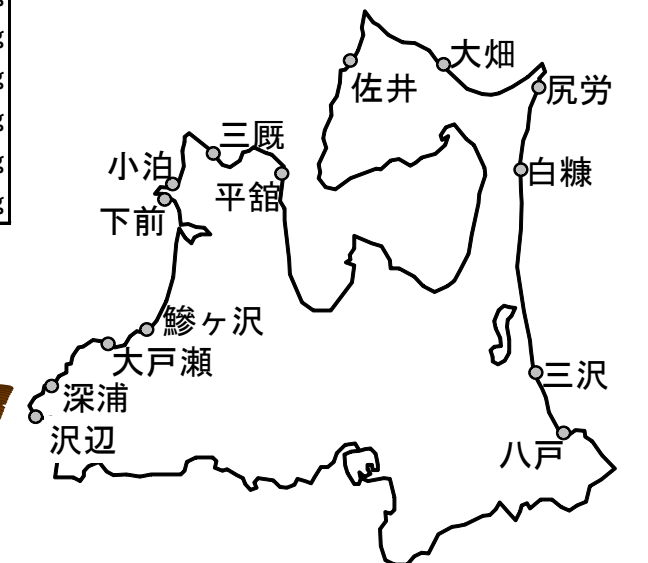 大畑
佐井
尻労
三厩
小泊
白糠
平舘
下前
鰺ヶ沢
大戸瀬
三沢
深浦
沢辺
八戸